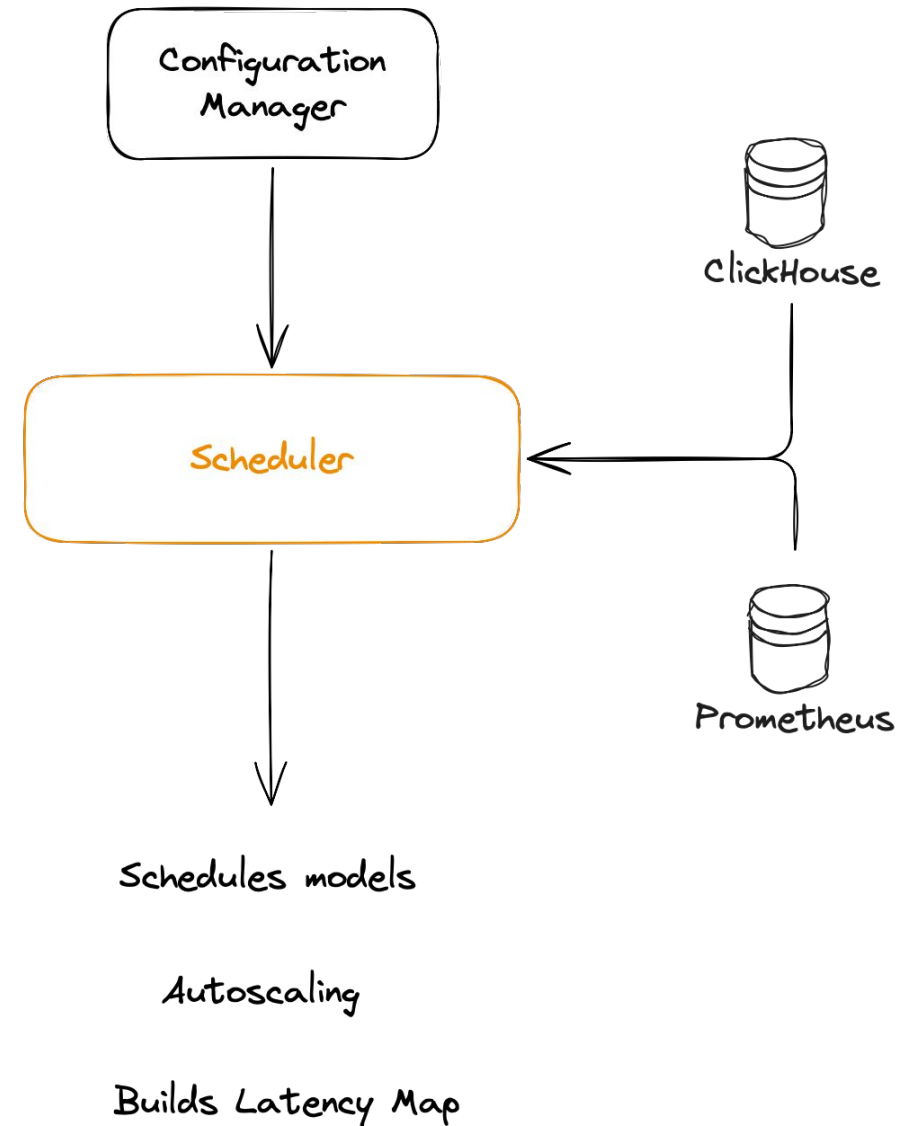 Configuration
Manager
ClickHouse
Scheduler
Prometheus
Schedules models
Autoscaling
Builds Latency Map